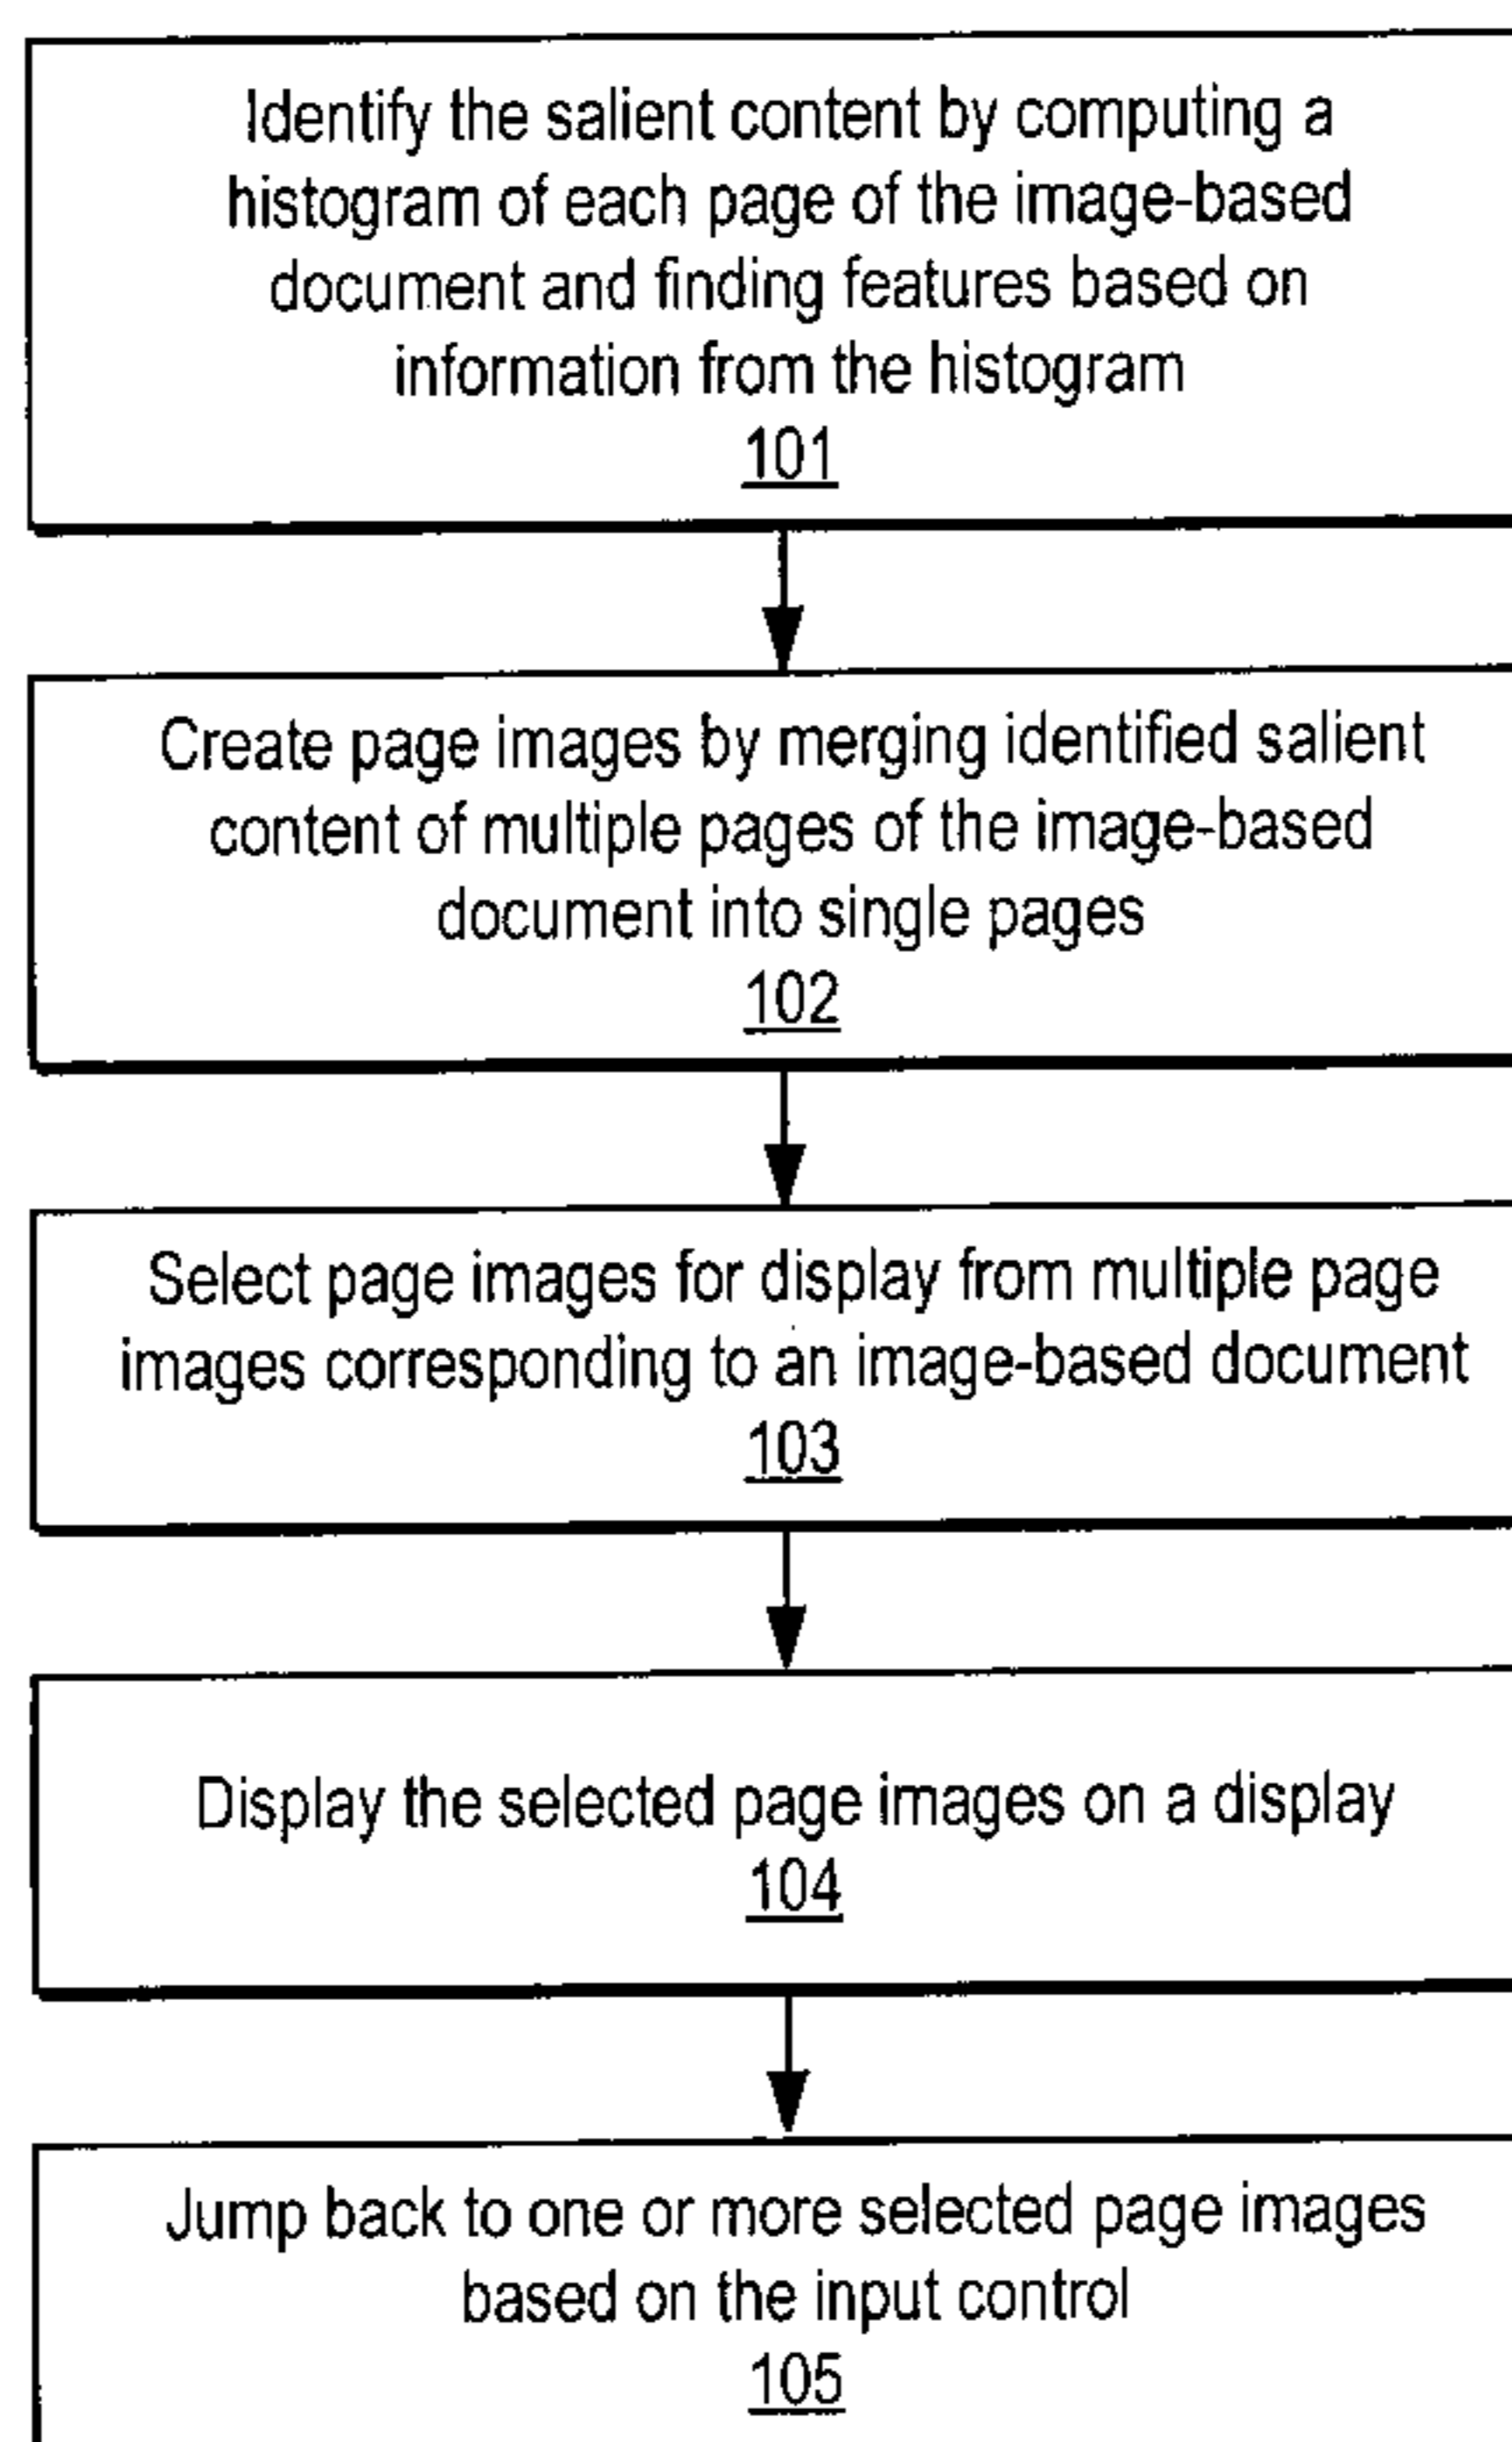 Identify the salient content by computing a
histogram of each page of the image-based
document and finding features based on
information from the histogram
101
Create page images by merging identified salient
content of multiple pages of the image-based
document into single pages
102
Select page images for display from multiple page
images corresponding to an image-based document
103
Display the selected page images on a display
104
Jump back to one or more selected page images
based on the input control
105